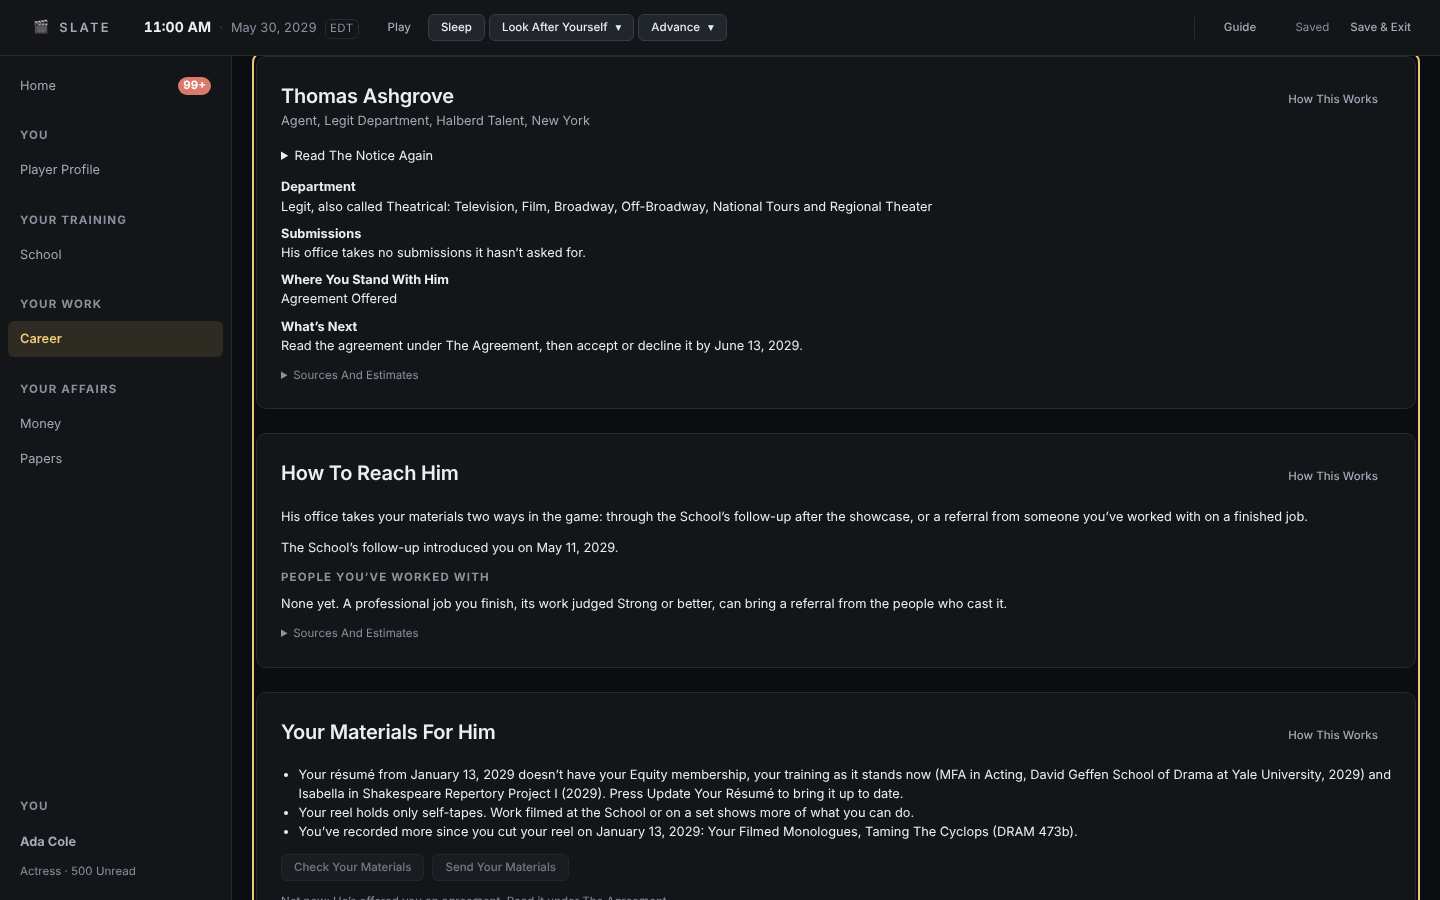 SLATE
11:00 AM · May 30, 2029 EDT
Play
Sleep
Look After Yourself ▾
Advance ▾
Guide
Saved
Save & Exit
Home
99+
YOU
Player Profile
YOUR TRAINING
School
YOUR WORK
Career
YOUR AFFAIRS
Money
Papers
YOU
Ada Cole
Actress · 500 Unread
Thomas Ashgrove
How This Works
Agent, Legit Department, Halberd Talent, New York
▶ Read The Notice Again
Department
Legit, also called Theatrical: Television, Film, Broadway, Off-Broadway, National Tours and Regional Theater
Submissions
His office takes no submissions it hasn’t asked for.
Where You Stand With Him
Agreement Offered
What’s Next
Read the agreement under The Agreement, then accept or decline it by June 13, 2029.
▶ Sources And Estimates
How To Reach Him
How This Works
His office takes your materials two ways in the game: through the School’s follow-up after the showcase, or a referral from someone you’ve worked with on a finished job.
The School’s follow-up introduced you on May 11, 2029.
PEOPLE YOU’VE WORKED WITH
None yet. A professional job you finish, its work judged Strong or better, can bring a referral from the people who cast it.
▶ Sources And Estimates
Your Materials For Him
How This Works
• Your résumé from January 13, 2029 doesn’t have your Equity membership, your training as it stands now (MFA in Acting, David Geffen School of Drama at Yale University, 2029) and
Isabella in Shakespeare Repertory Project I (2029). Press Update Your Résumé to bring it up to date.
• Your reel holds only self-tapes. Work filmed at the School or on a set shows more of what you can do.
• You’ve recorded more since you cut your reel on January 13, 2029: Your Filmed Monologues, Taming The Cyclops (DRAM 473b).
Check Your Materials
Send Your Materials